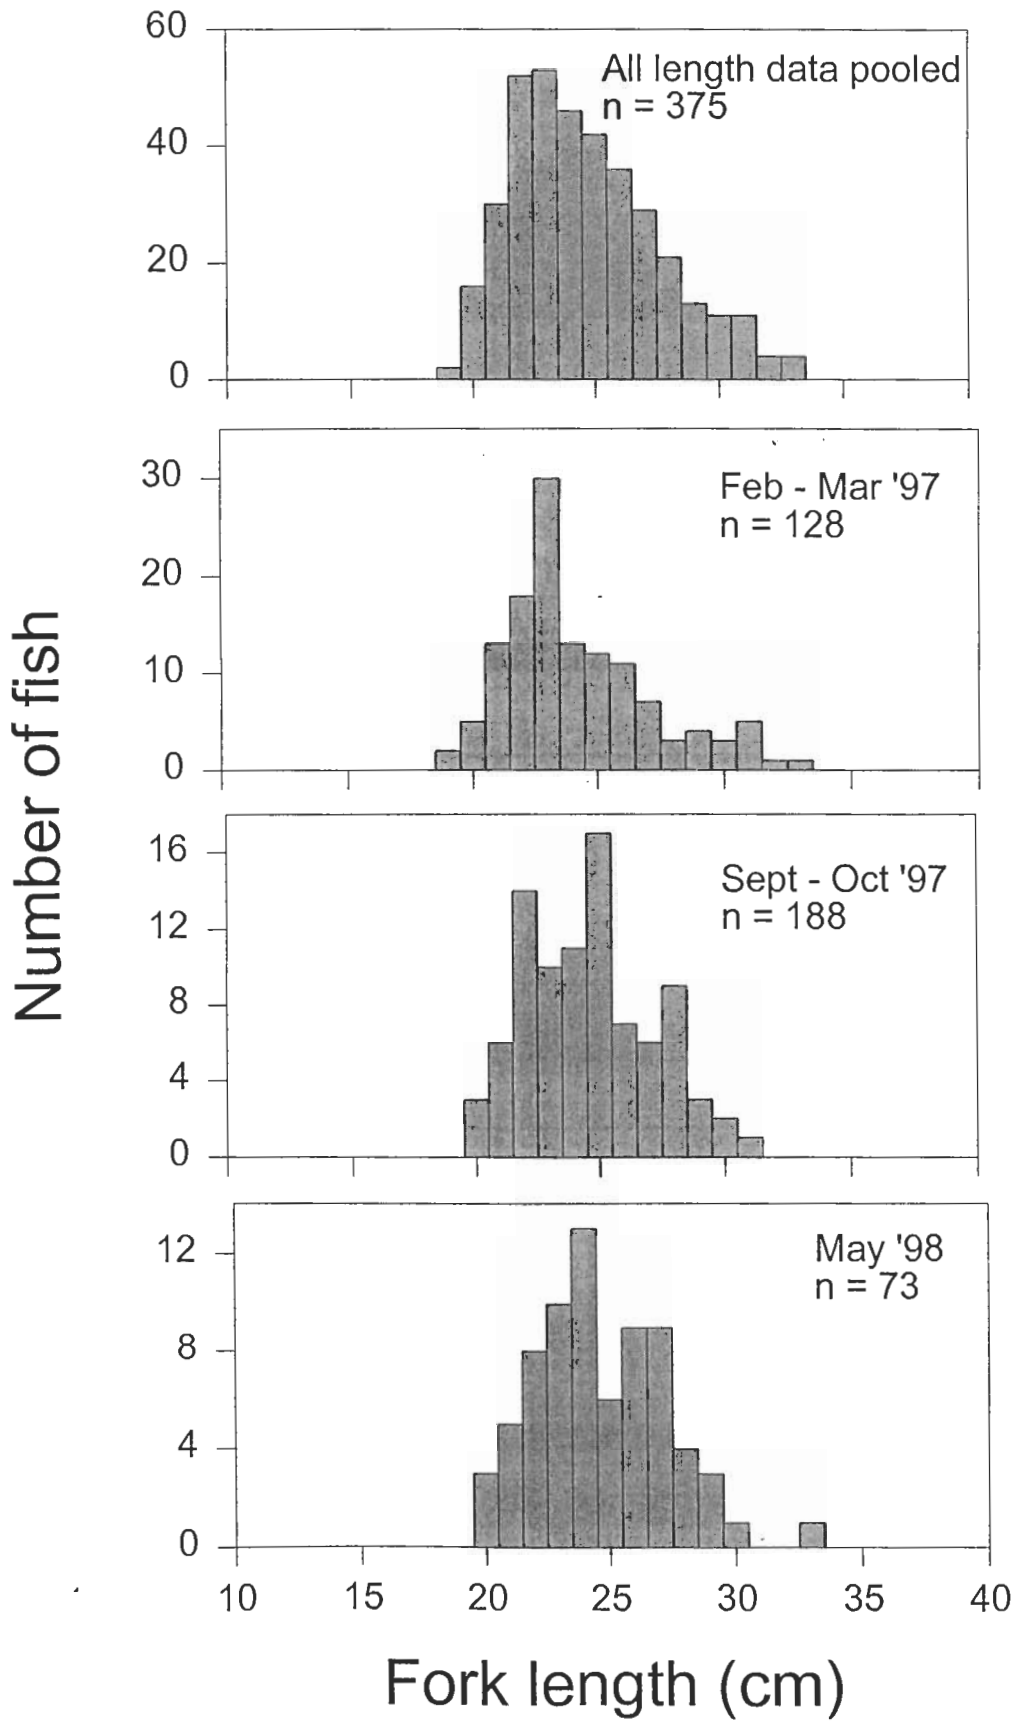 60
All length data pooled
n = 375
40
20
0
30
Feb - Mar '97
n = 128
20
10
0
Number of fish
16
Sept - Oct '97
n = 188
12
8
4
0
12
May '98
n = 73
8
4
0
10 15 20 25 30 35 40
Fork length (cm)